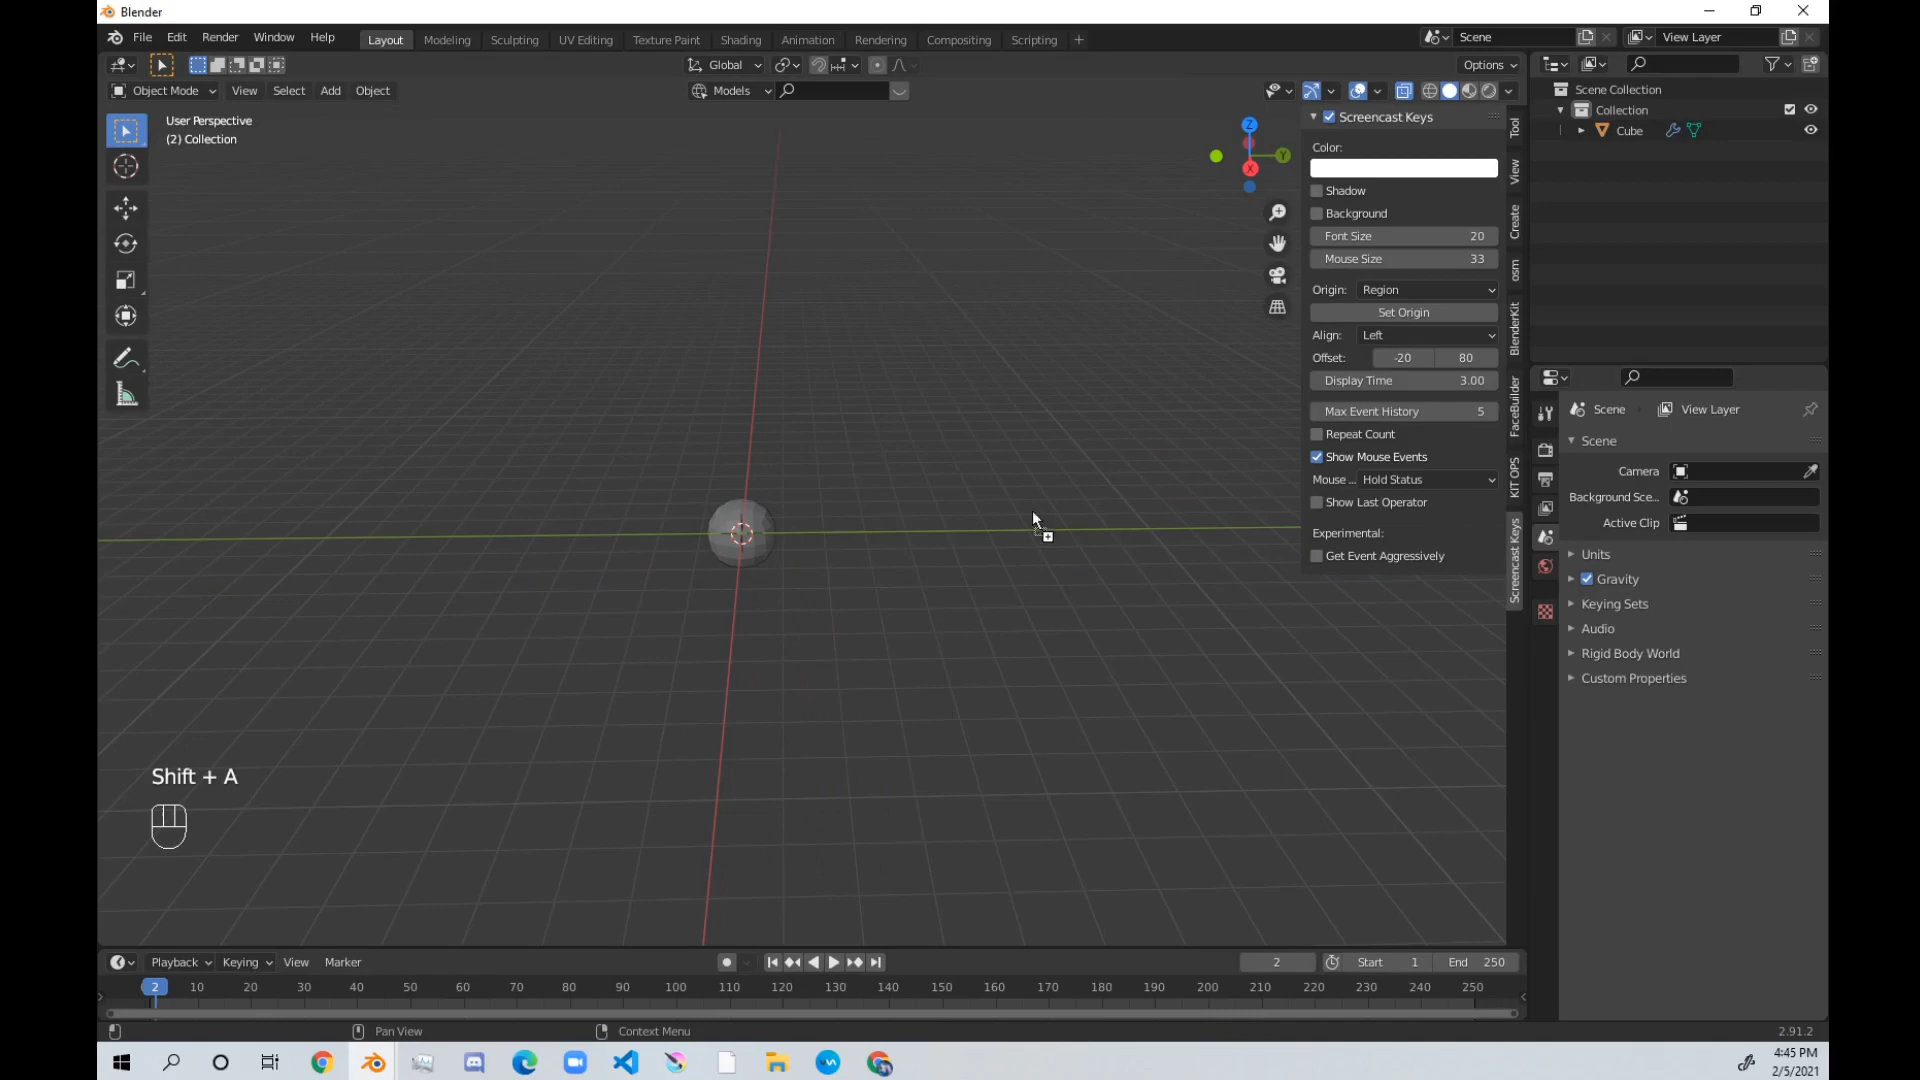 Blender
File Edit Render Window Help Layout Modeling Sculpting UV Editing Texture Paint Shading Animation Rendering Compositing Scripting + Scene View Layer
Global Options
Object Mode View Select Add Object Models
User Perspective
(2) Collection
Z
Y
X
Screencast Keys
Color:
Shadow
Background
Font Size 20
Mouse Size 33
Origin: Region
Set Origin
Align: Left
Offset: -20 80
Display Time 3.00
Max Event History 5
Repeat Count
Show Mouse Events
Mouse ... Hold Status
Show Last Operator
Experimental:
Get Event Aggressively
Tool
View
Create
osm
BlenderKit
FaceBuilder
KIT OPS
Screencast Keys
Scene Collection
Collection
Cube
Scene View Layer
Scene
Camera
Background Sce...
Active Clip
Units
Gravity
Keying Sets
Audio
Rigid Body World
Custom Properties
Shift + A
Playback Keying View Marker 2 Start 1 End 250
2 10 20 30 40 50 60 70 80 90 100 110 120 130 140 150 160 170 180 190 200 210 220 230 240 250
Pan View Context Menu 2.91.2
4:45 PM
2/5/2021